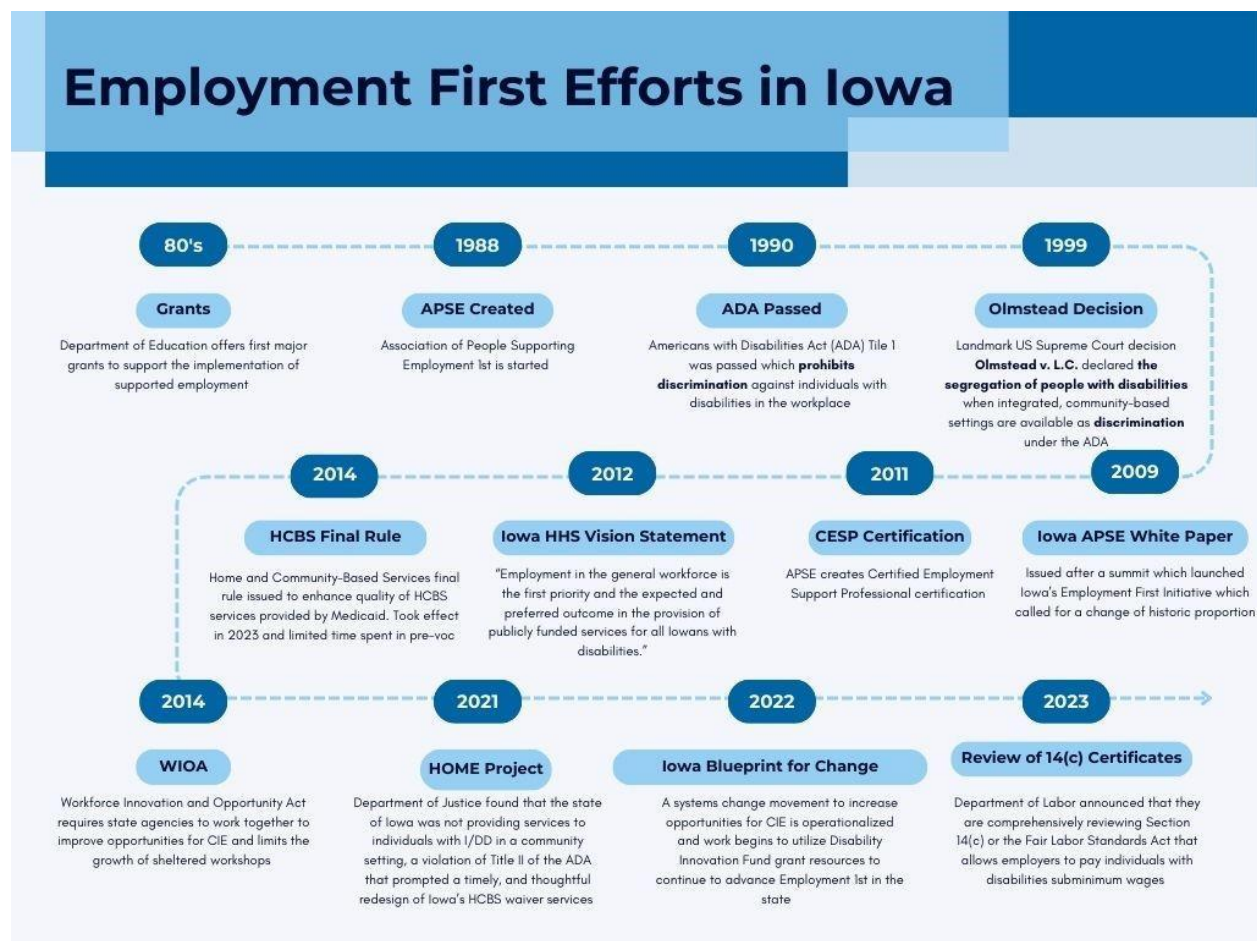 Employment First Efforts in Iowa
80's
Grants
Department of Education offers first major
grants to support the implementation of
supported employment
1988
APSE Created
Association of People Supporting
Employment 1st is started
1990
ADA Passed
Americans with Disabilities Act (ADA) Tile 1
was passed which prohibits
discrimination against individuals with
disabilities in the workplace
1999
Olmstead Decision
Landmark US Supreme Court decision
Olmstead v. L.C. declared the
segregation of people with disabilities
when integrated, community-based
settings are available as discrimination
under the ADA
2009
Iowa APSE White Paper
Issued after a summit which launched
Iowa's Employment First Initiative which
called for a change of historic proportion
2011
CESP Certification
APSE creates Certified Employment
Support Professional certification
2012
Iowa HHS Vision Statement
"Employment in the general workforce is
the first priority and the expected and
preferred outcome in the provision of
publicly funded services for all Iowans with
disabilities."
2014
HCBS Final Rule
Home and Community-Based Services final
rule issued to enhance quality of HCBS
services provided by Medicaid. Took effect
in 2023 and limited time spent in pre-voc
2014
WIOA
Workforce Innovation and Opportunity Act
requires state agencies to work together to
improve opportunities for CIE and limits the
growth of sheltered workshops
2021
HOME Project
Department of Justice found that the state
of Iowa was not providing services to
individuals with I/DD in a community
setting, a violation of Title II of the ADA
that prompted a timely, and thoughtful
redesign of Iowa's HCBS waiver services
2022
Iowa Blueprint for Change
A systems change movement to increase
opportunities for CIE is operationalized
and work begins to utilize Disability
Innovation Fund grant resources to
continue to advance Employment 1st in the
state
2023
Review of 14(c) Certificates
Department of Labor announced that they
are comprehensively reviewing Section
14(c) or the Fair Labor Standards Act that
allows employers to pay individuals with
disabilities subminimum wages